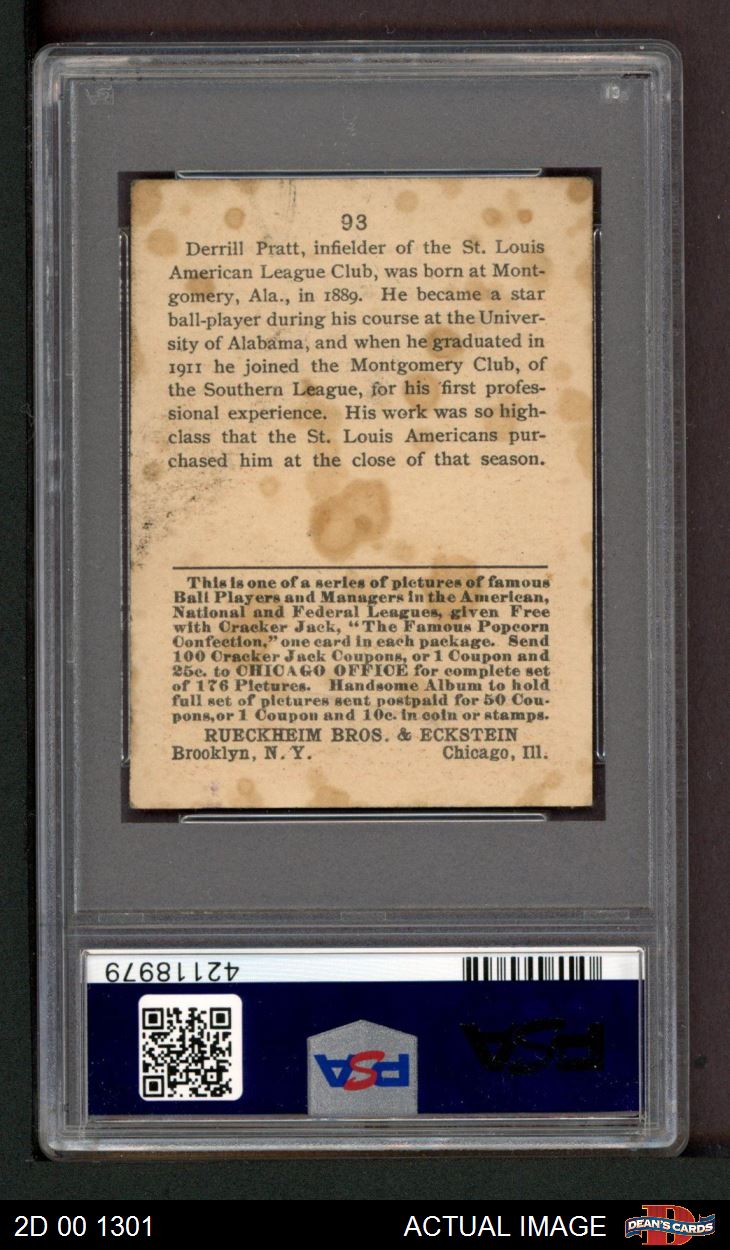 93
Derrill Pratt, infielder of the St. Louis
American League Club, was born at Mont-
gomery, Ala., in 1889. He became a star
ball-player during his course at the Univer-
sity of Alabama, and when he graduated in
1911 he joined the Montgomery Club, of
the Southern League, for his first profes-
sional experience. His work was so high-
class that the St. Louis Americans pur-
chased him at the close of that season.
This is one of a series of pictures of famous
Ball Players and Managers in the American,
National and Federal Leagues, given Free
with Cracker Jack, "The Famous Popcorn
Confection," one card in each package. Send
100 Cracker Jack Coupons, or 1 Coupon and
25c. to CHICAGO OFFICE for complete set
of 176 Pictures. Handsome Album to hold
full set of pictures sent postpaid for 50 Cou-
pons, or 1 Coupon and 10c. in coin or stamps.
RUECKHEIM BROS. & ECKSTEIN
Brooklyn, N. Y. Chicago, Ill.
42118979
PSA
PSA
2D 00 1301 ACTUAL IMAGE DEAN'S CARDS